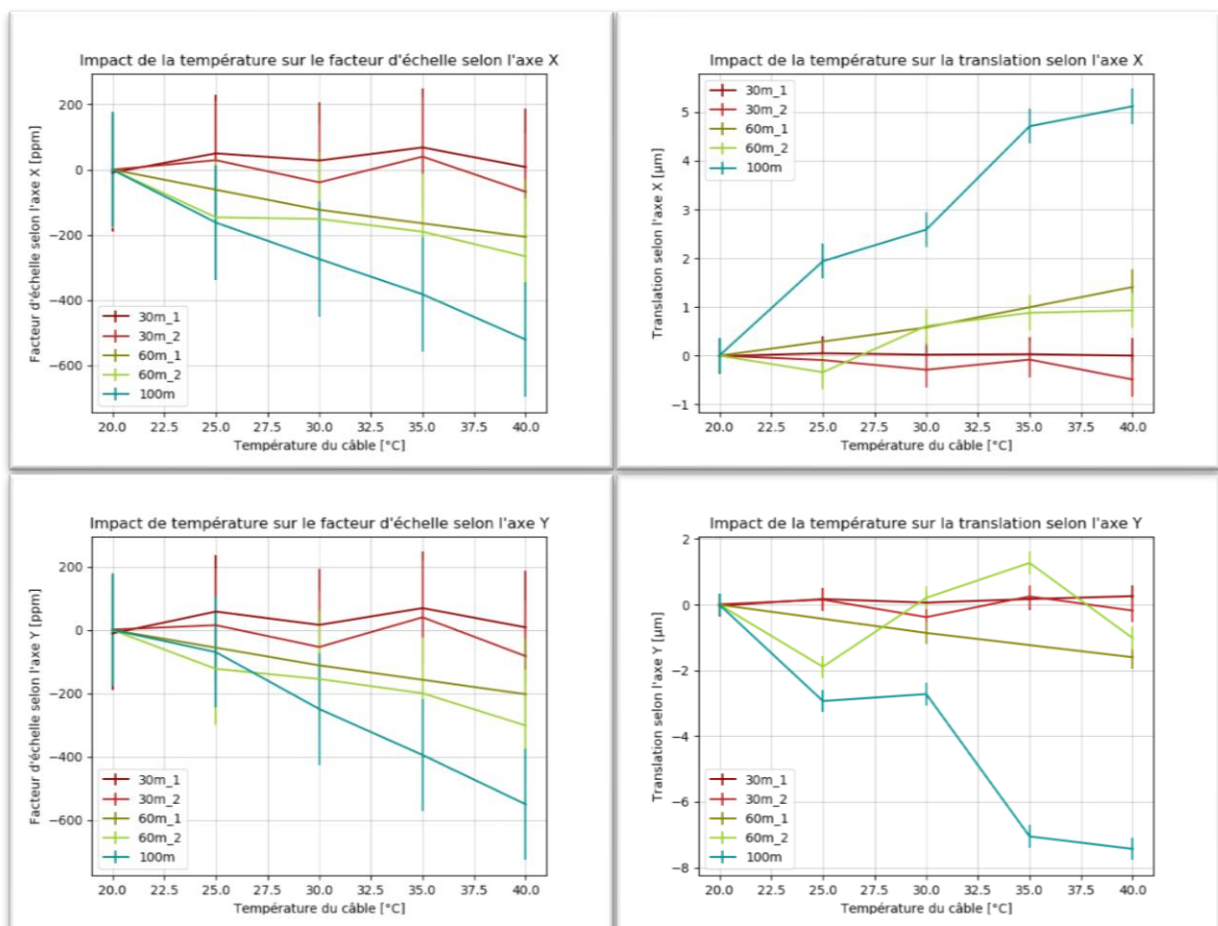 Impact de la température sur le facteur d'échelle selon l'axe X
Facteur d'échelle selon l'axe X [ppm]
200
0
−200
−400
−600
30m_1
30m_2
60m_1
60m_2
100m
20.0 22.5 25.0 27.5 30.0 32.5 35.0 37.5 40.0
Température du câble [°C]
Impact de la température sur la translation selon l'axe X
Translation selon l'axe X [µm]
5
4
3
2
1
0
−1
30m_1
30m_2
60m_1
60m_2
100m
20.0 22.5 25.0 27.5 30.0 32.5 35.0 37.5 40.0
Température du câble [°C]
Impact de température sur le facteur d'échelle selon l'axe Y
Facteur d'échelle selon l'axe Y [ppm]
200
0
−200
−400
−600
30m_1
30m_2
60m_1
60m_2
100m
20.0 22.5 25.0 27.5 30.0 32.5 35.0 37.5 40.0
Température du câble [°C]
Impact de la température sur la translation selon l'axe Y
Translation selon l'axe Y [µm]
2
0
−2
−4
−6
−8
30m_1
30m_2
60m_1
60m_2
100m
20.0 22.5 25.0 27.5 30.0 32.5 35.0 37.5 40.0
Température du câble [°C]